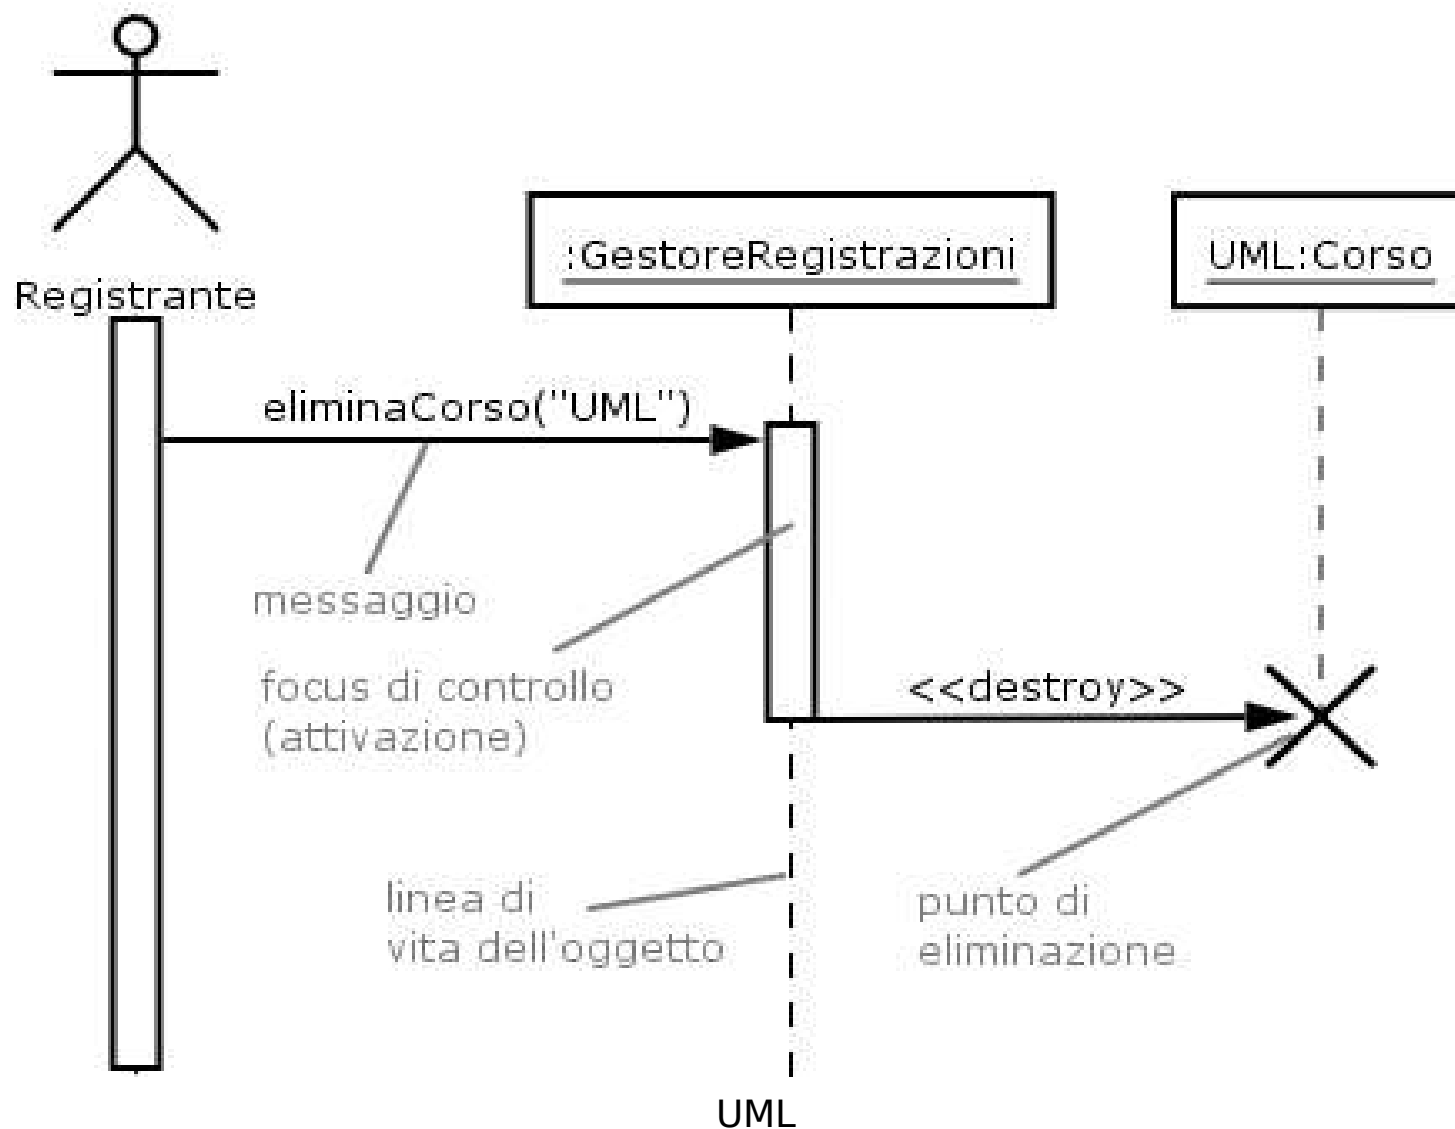 :GestoreRegistrazioni
UML:Corso
Registrante
eliminaCorso("UML")
messaggio
focus di controllo
(attivazione)
<<destroy>>
linea di
vita dell'oggetto
punto di
eliminazione
UML